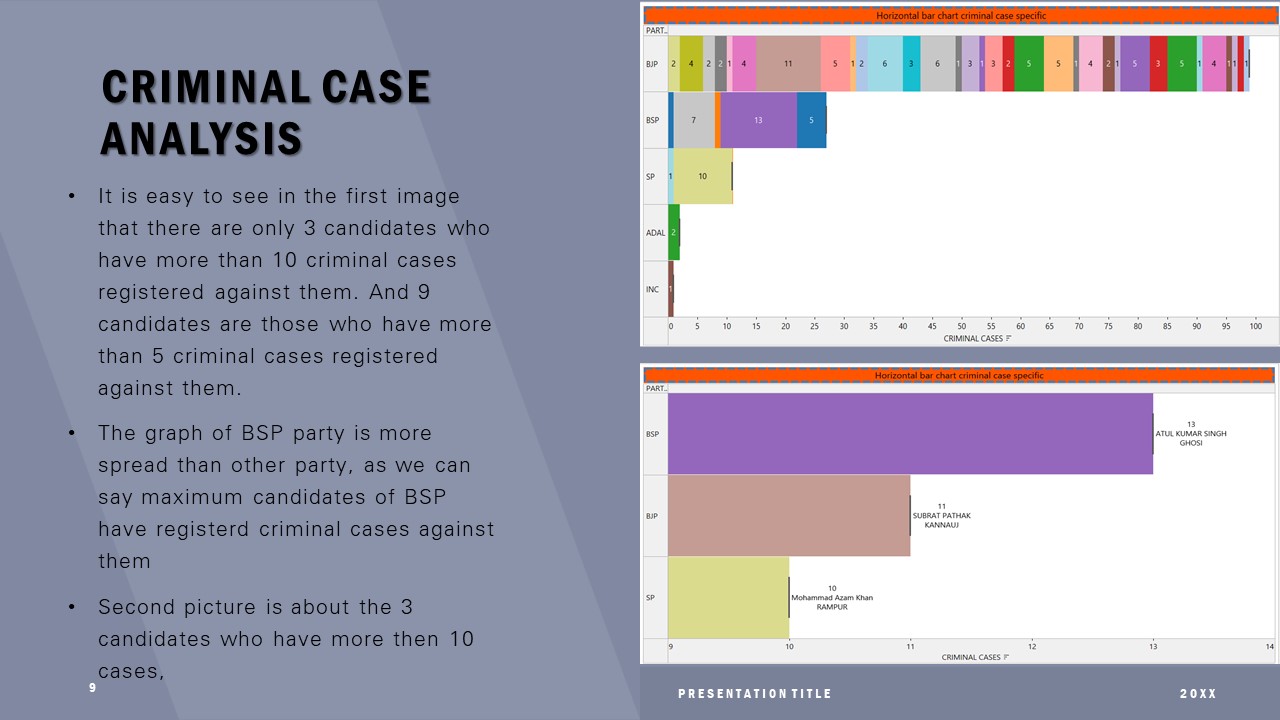 CRIMINAL CASE
ANALYSIS
• It is easy to see in the first image
that there are only 3 candidates who
have more than 10 criminal cases
registered against them. And 9
candidates are those who have more
than 5 criminal cases registered
against them.
• The graph of BSP party is more
spread than other party, as we can
say maximum candidates of BSP
have registerd criminal cases against
them
• Second picture is about the 3
candidates who have more then 10
cases,
9
Horizontal bar chart criminal case specific
PART..
BJP 2 4 2 2 1 4 11 5 1 2 6 3 6 1 3 1 3 2 5 5 1 4 2 1 5 3 5 1 4 1 1 1
BSP 7 13 5
SP 1 10
ADAL 2
INC 1
0 5 10 15 20 25 30 35 40 45 50 55 60 65 70 75 80 85 90 95 100
CRIMINAL CASES
Horizontal bar chart criminal case specific
PART..
BSP
13
ATUL KUMAR SINGH
GHOSI
BJP
11
SUBRAT PATHAK
KANNAUJ
SP
10
Mohammad Azam Khan
RAMPUR
9 10 11 12 13 14
CRIMINAL CASES
PRESENTATION TITLE
20XX